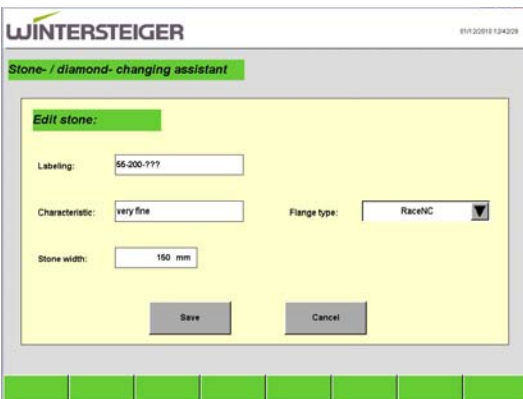 WINTERSTEIGER
Stone- / diamond- changing assistant
Edit stone:
Labeling: 55-200-???
Characteristic: very fine Flange type: RaceNC
Stone width: 150 mm
Save Cancel